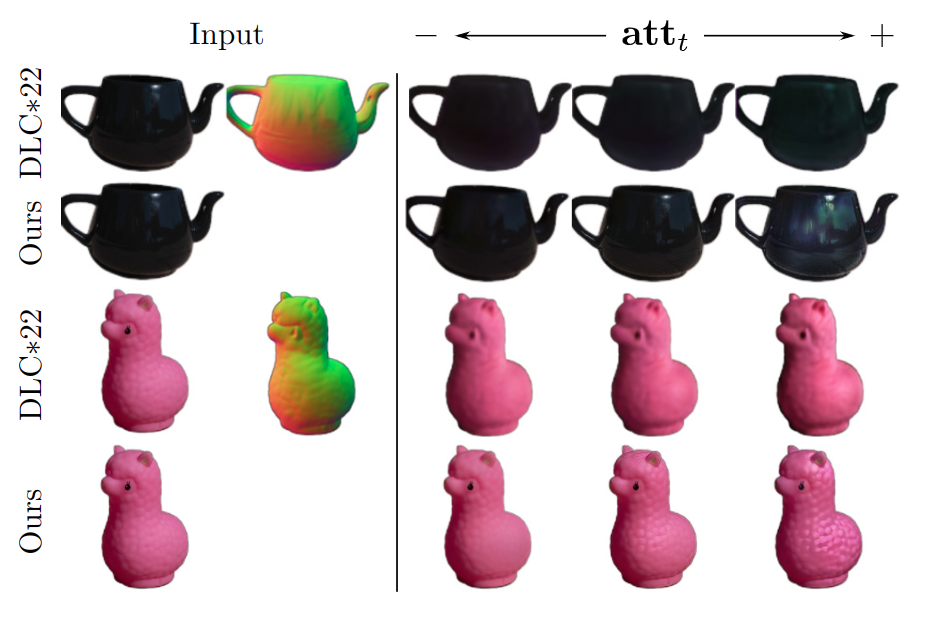 Input
− att_t +
DLC*22
Ours
DLC*22
Ours